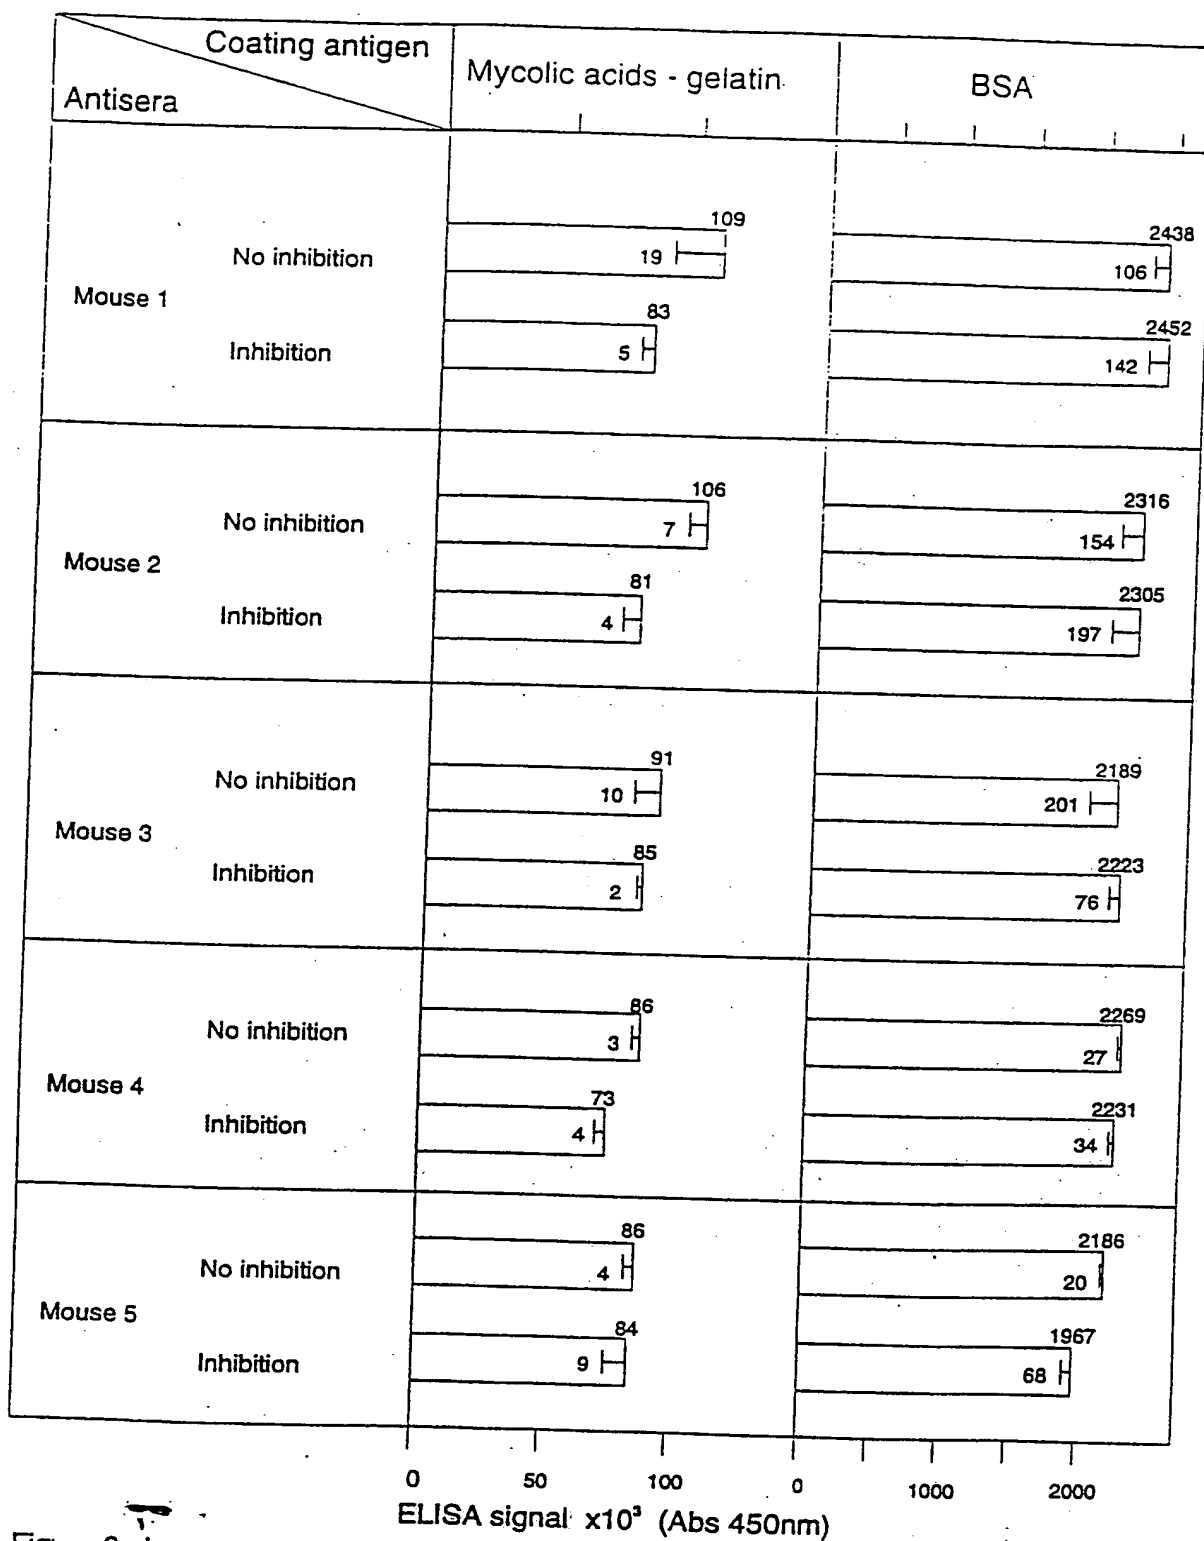 Coating antigen
Antisera
Mycolic acids - gelatin
BSA
Mouse 1
No inhibition
109
19
2438
106
Inhibition
83
5
2452
142
Mouse 2
No inhibition
106
7
2316
154
Inhibition
81
4
2305
197
Mouse 3
No inhibition
91
10
2189
201
Inhibition
85
2
2223
76
Mouse 4
No inhibition
86
3
2269
27
Inhibition
73
4
2231
34
Mouse 5
No inhibition
86
4
2186
20
Inhibition
84
9
1967
68
0 50 100 0 1000 2000
ELISA signal x10³ (Abs 450nm)